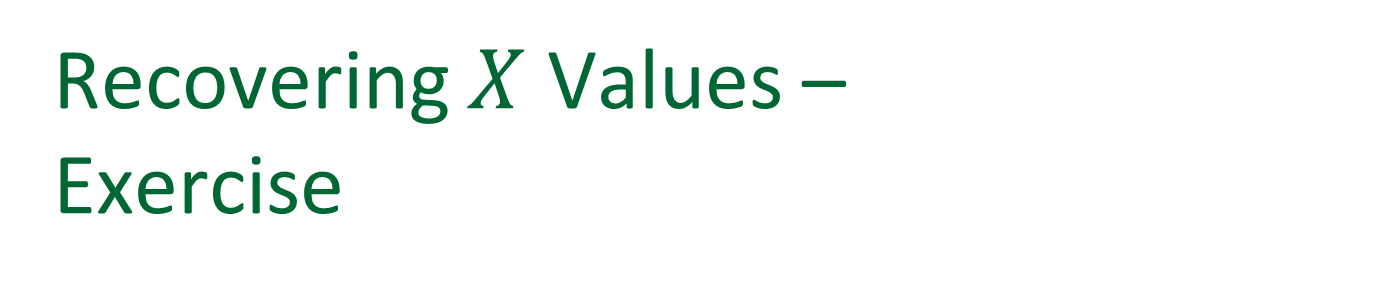 Recovering X Values –
Exercise